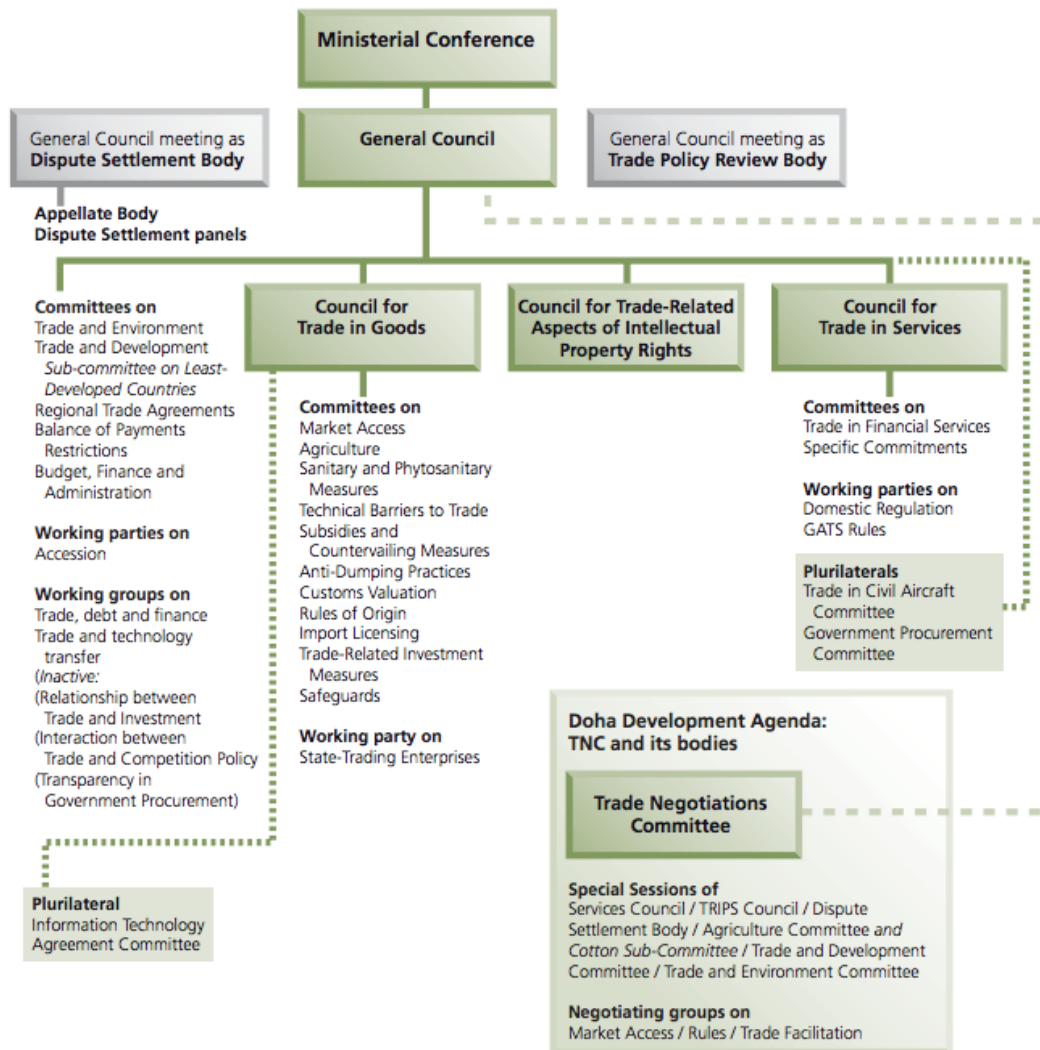 Ministerial Conference
General Council meeting as
Dispute Settlement Body
General Council
General Council meeting as
Trade Policy Review Body
Appellate Body
Dispute Settlement panels
Committees on
Trade and Environment
Trade and Development
Sub-committee on Least-
Developed Countries
Regional Trade Agreements
Balance of Payments
Restrictions
Budget, Finance and
Administration
Working parties on
Accession
Working groups on
Trade, debt and finance
Trade and technology
transfer
(Inactive:
(Relationship between
Trade and Investment
(Interaction between
Trade and Competition Policy
(Transparency in
Government Procurement)
Plurilateral
Information Technology
Agreement Committee
Council for
Trade in Goods
Committees on
Market Access
Agriculture
Sanitary and Phytosanitary
Measures
Technical Barriers to Trade
Subsidies and
Countervailing Measures
Anti-Dumping Practices
Customs Valuation
Rules of Origin
Import Licensing
Trade-Related Investment
Measures
Safeguards
Working party on
State-Trading Enterprises
Council for Trade-Related
Aspects of Intellectual
Property Rights
Council for
Trade in Services
Committees on
Trade in Financial Services
Specific Commitments
Working parties on
Domestic Regulation
GATS Rules
Plurilaterals
Trade in Civil Aircraft
Committee
Government Procurement
Committee
Doha Development Agenda:
TNC and its bodies
Trade Negotiations
Committee
Special Sessions of
Services Council / TRIPS Council / Dispute
Settlement Body / Agriculture Committee and
Cotton Sub-Committee / Trade and Development
Committee / Trade and Environment Committee
Negotiating groups on
Market Access / Rules / Trade Facilitation